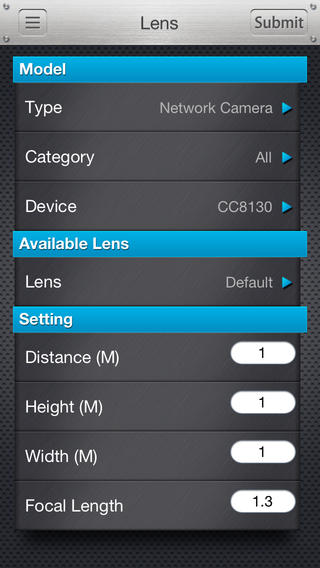 Lens Submit
Model
Type Network Camera
Category All
Device CC8130
Available Lens
Lens Default
Setting
Distance (M) 1
Height (M) 1
Width (M) 1
Focal Length 1.3